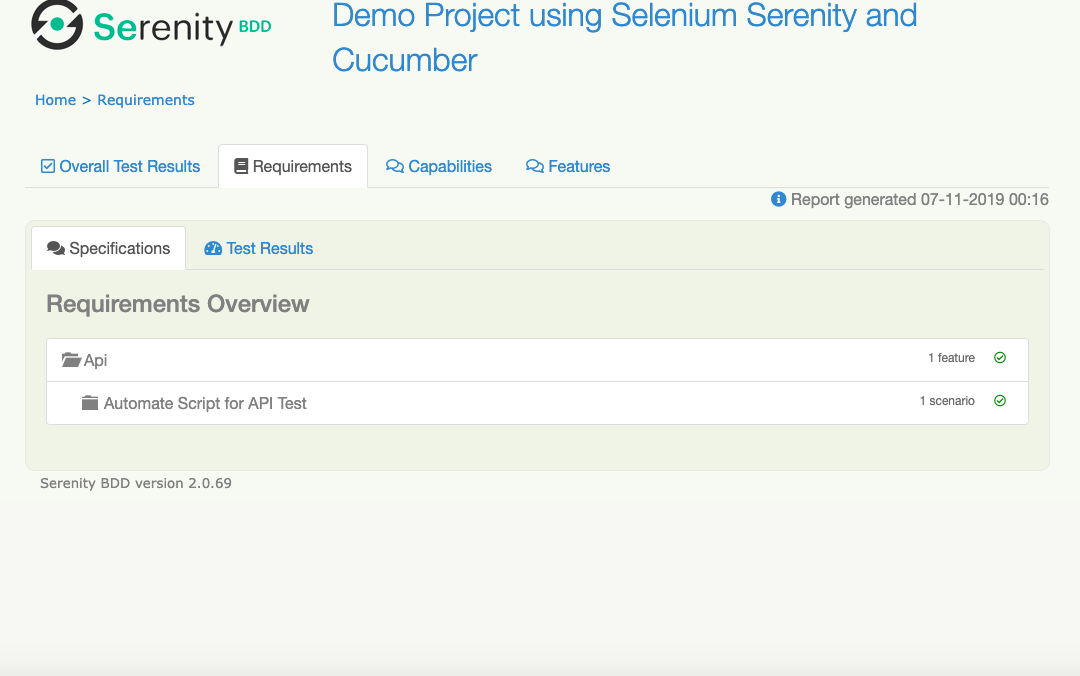 Serenity BDD
Demo Project using Selenium Serenity and
Cucumber
Home > Requirements
Overall Test Results Requirements Capabilities Features
Report generated 07-11-2019 00:16
Specifications Test Results
Requirements Overview
Api 1 feature
Automate Script for API Test 1 scenario
Serenity BDD version 2.0.69